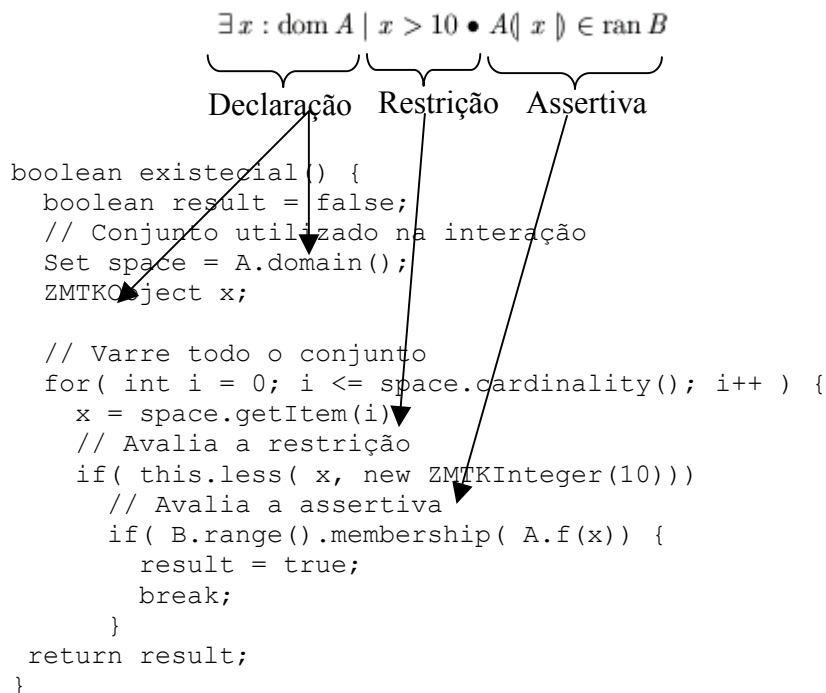 ∃ x : dom A | x > 10 • A⦇ x ⦈ ∈ ran B
Declaração Restrição Assertiva
boolean existecial() {
boolean result = false;
// Conjunto utilizado na interação
Set space = A.domain();
ZMTKObject x;
// Varre todo o conjunto
for( int i = 0; i <= space.cardinality(); i++ ) {
x = space.getItem(i)
// Avalia a restrição
if( this.less( x, new ZMTKInteger(10)))
// Avalia a assertiva
if( B.range().membership( A.f(x)) {
result = true;
break;
}
return result;
}